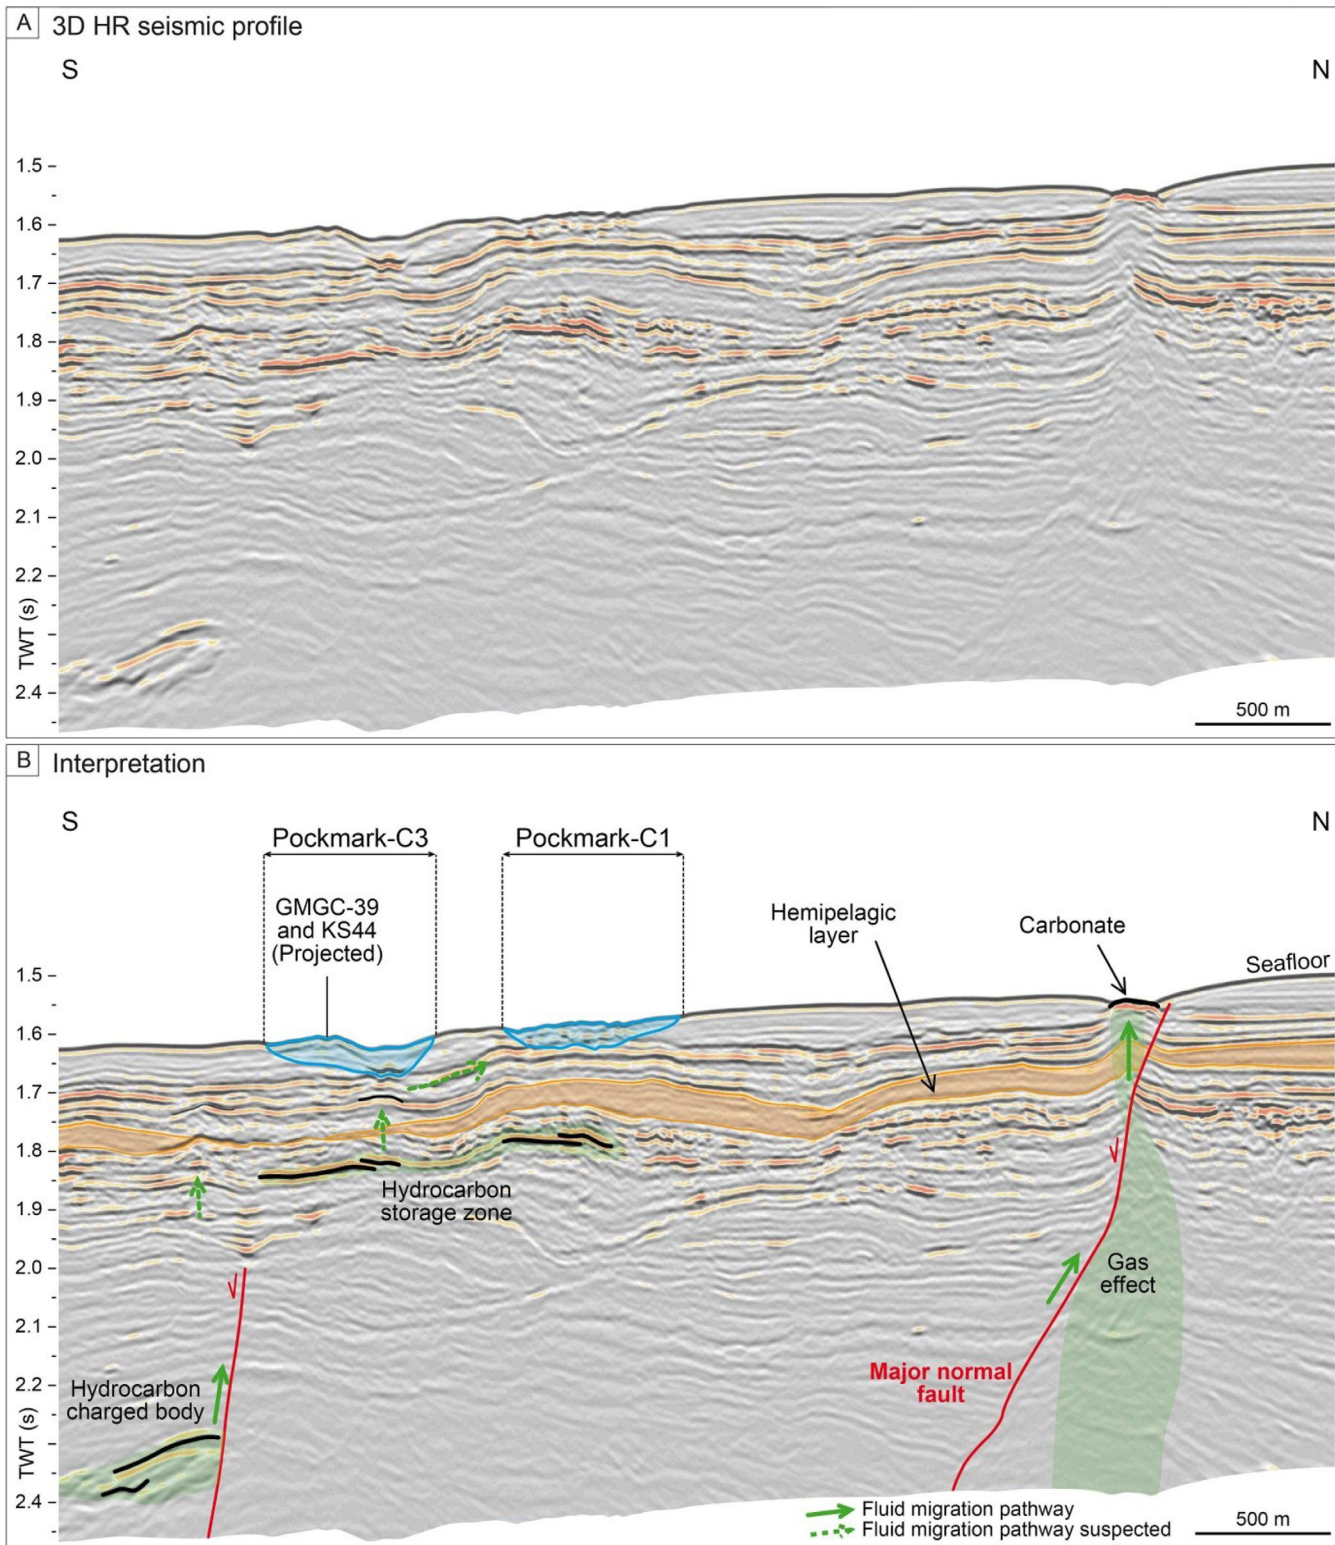 A 3D HR seismic profile
S N
1.5
1.6
1.7
1.8
1.9
2.0
2.1
2.2
TWT (s)
2.4
500 m
B Interpretation
S N
Pockmark-C3 Pockmark-C1
GMGC-39
and KS44
(Projected)
Hemipelagic
layer
Carbonate
Seafloor
1.5
1.6
1.7
1.8
1.9
2.0
2.1
2.2
TWT (s)
2.4
Hydrocarbon
storage zone
Gas
effect
Major normal
fault
Hydrocarbon
charged body
Fluid migration pathway
Fluid migration pathway suspected
500 m